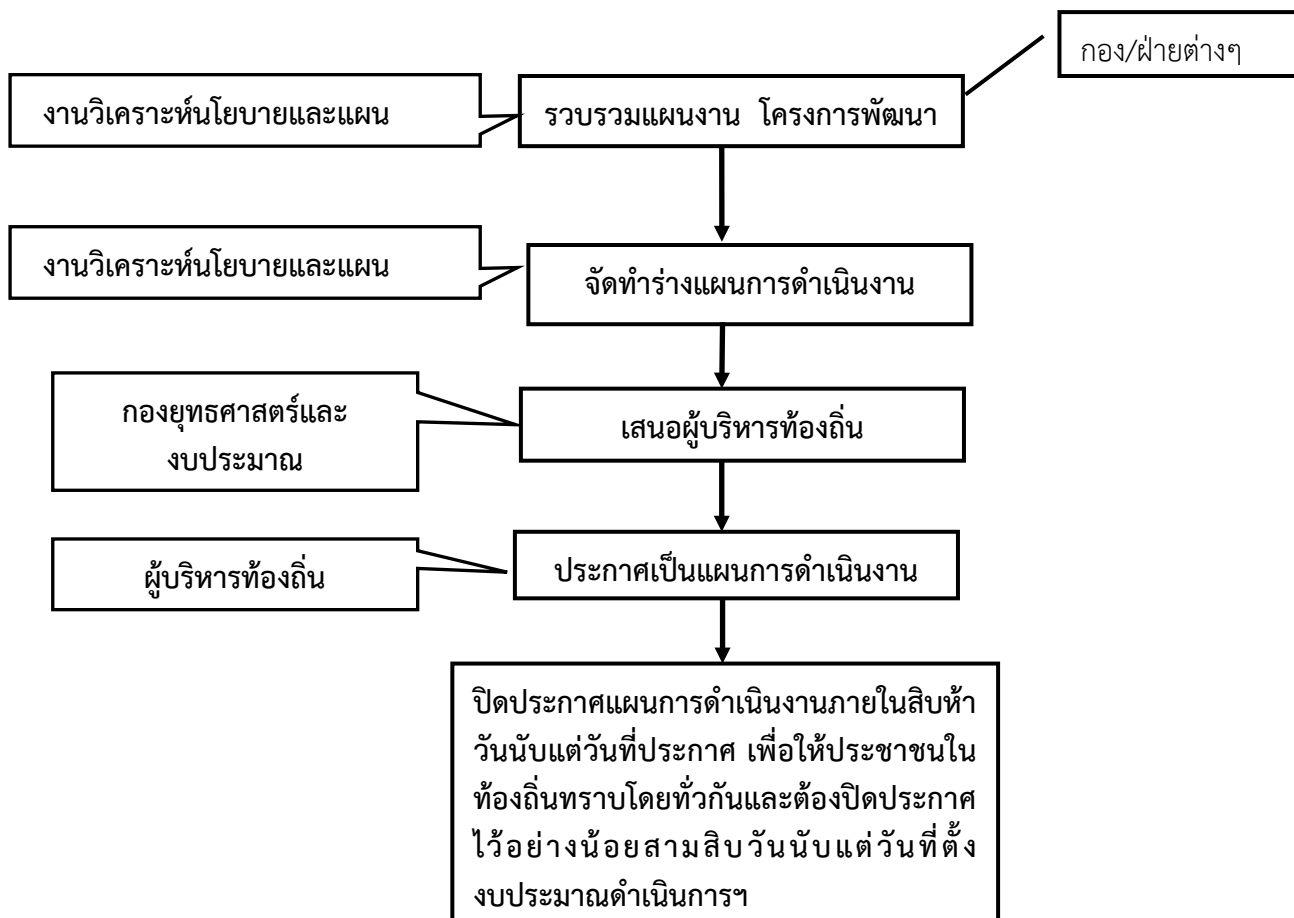 กอง/ฝ่ายต่างๆ
งานวิเคราะห์นโยบายและแผน
รวบรวมแผนงาน โครงการพัฒนา
งานวิเคราะห์นโยบายและแผน
จัดทำร่างแผนการดำเนินงาน
กองยุทธศาสตร์และ
งบประมาณ
เสนอผู้บริหารท้องถิ่น
ผู้บริหารท้องถิ่น
ประกาศเป็นแผนการดำเนินงาน
ปิดประกาศแผนการดำเนินงานภายในสิบห้า
วันนับแต่วันที่ประกาศ เพื่อให้ประชาชนใน
ท้องถิ่นทราบโดยทั่วกันและต้องปิดประกาศ
ไว้อย่างน้อยสามสิบวันนับแต่วันที่ตั้ง
งบประมาณดำเนินการฯ